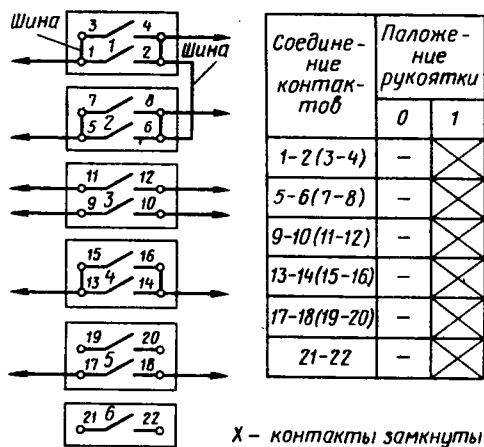 Шина
3 4
1 1 2
Шина
7 8
5 2 6
11 12
9 3 10
15 16
13 4 14
19 20
17 5 18
21 6 22
Соедине-
ние
контак-
тов
Паложе-
ние
рукоятки
0 1
1-2(3-4) –
5-6(7-8) –
9-10(11-12) –
13-14(15-16) –
17-18(19-20) –
21-22 –
X – контакты замкнуты